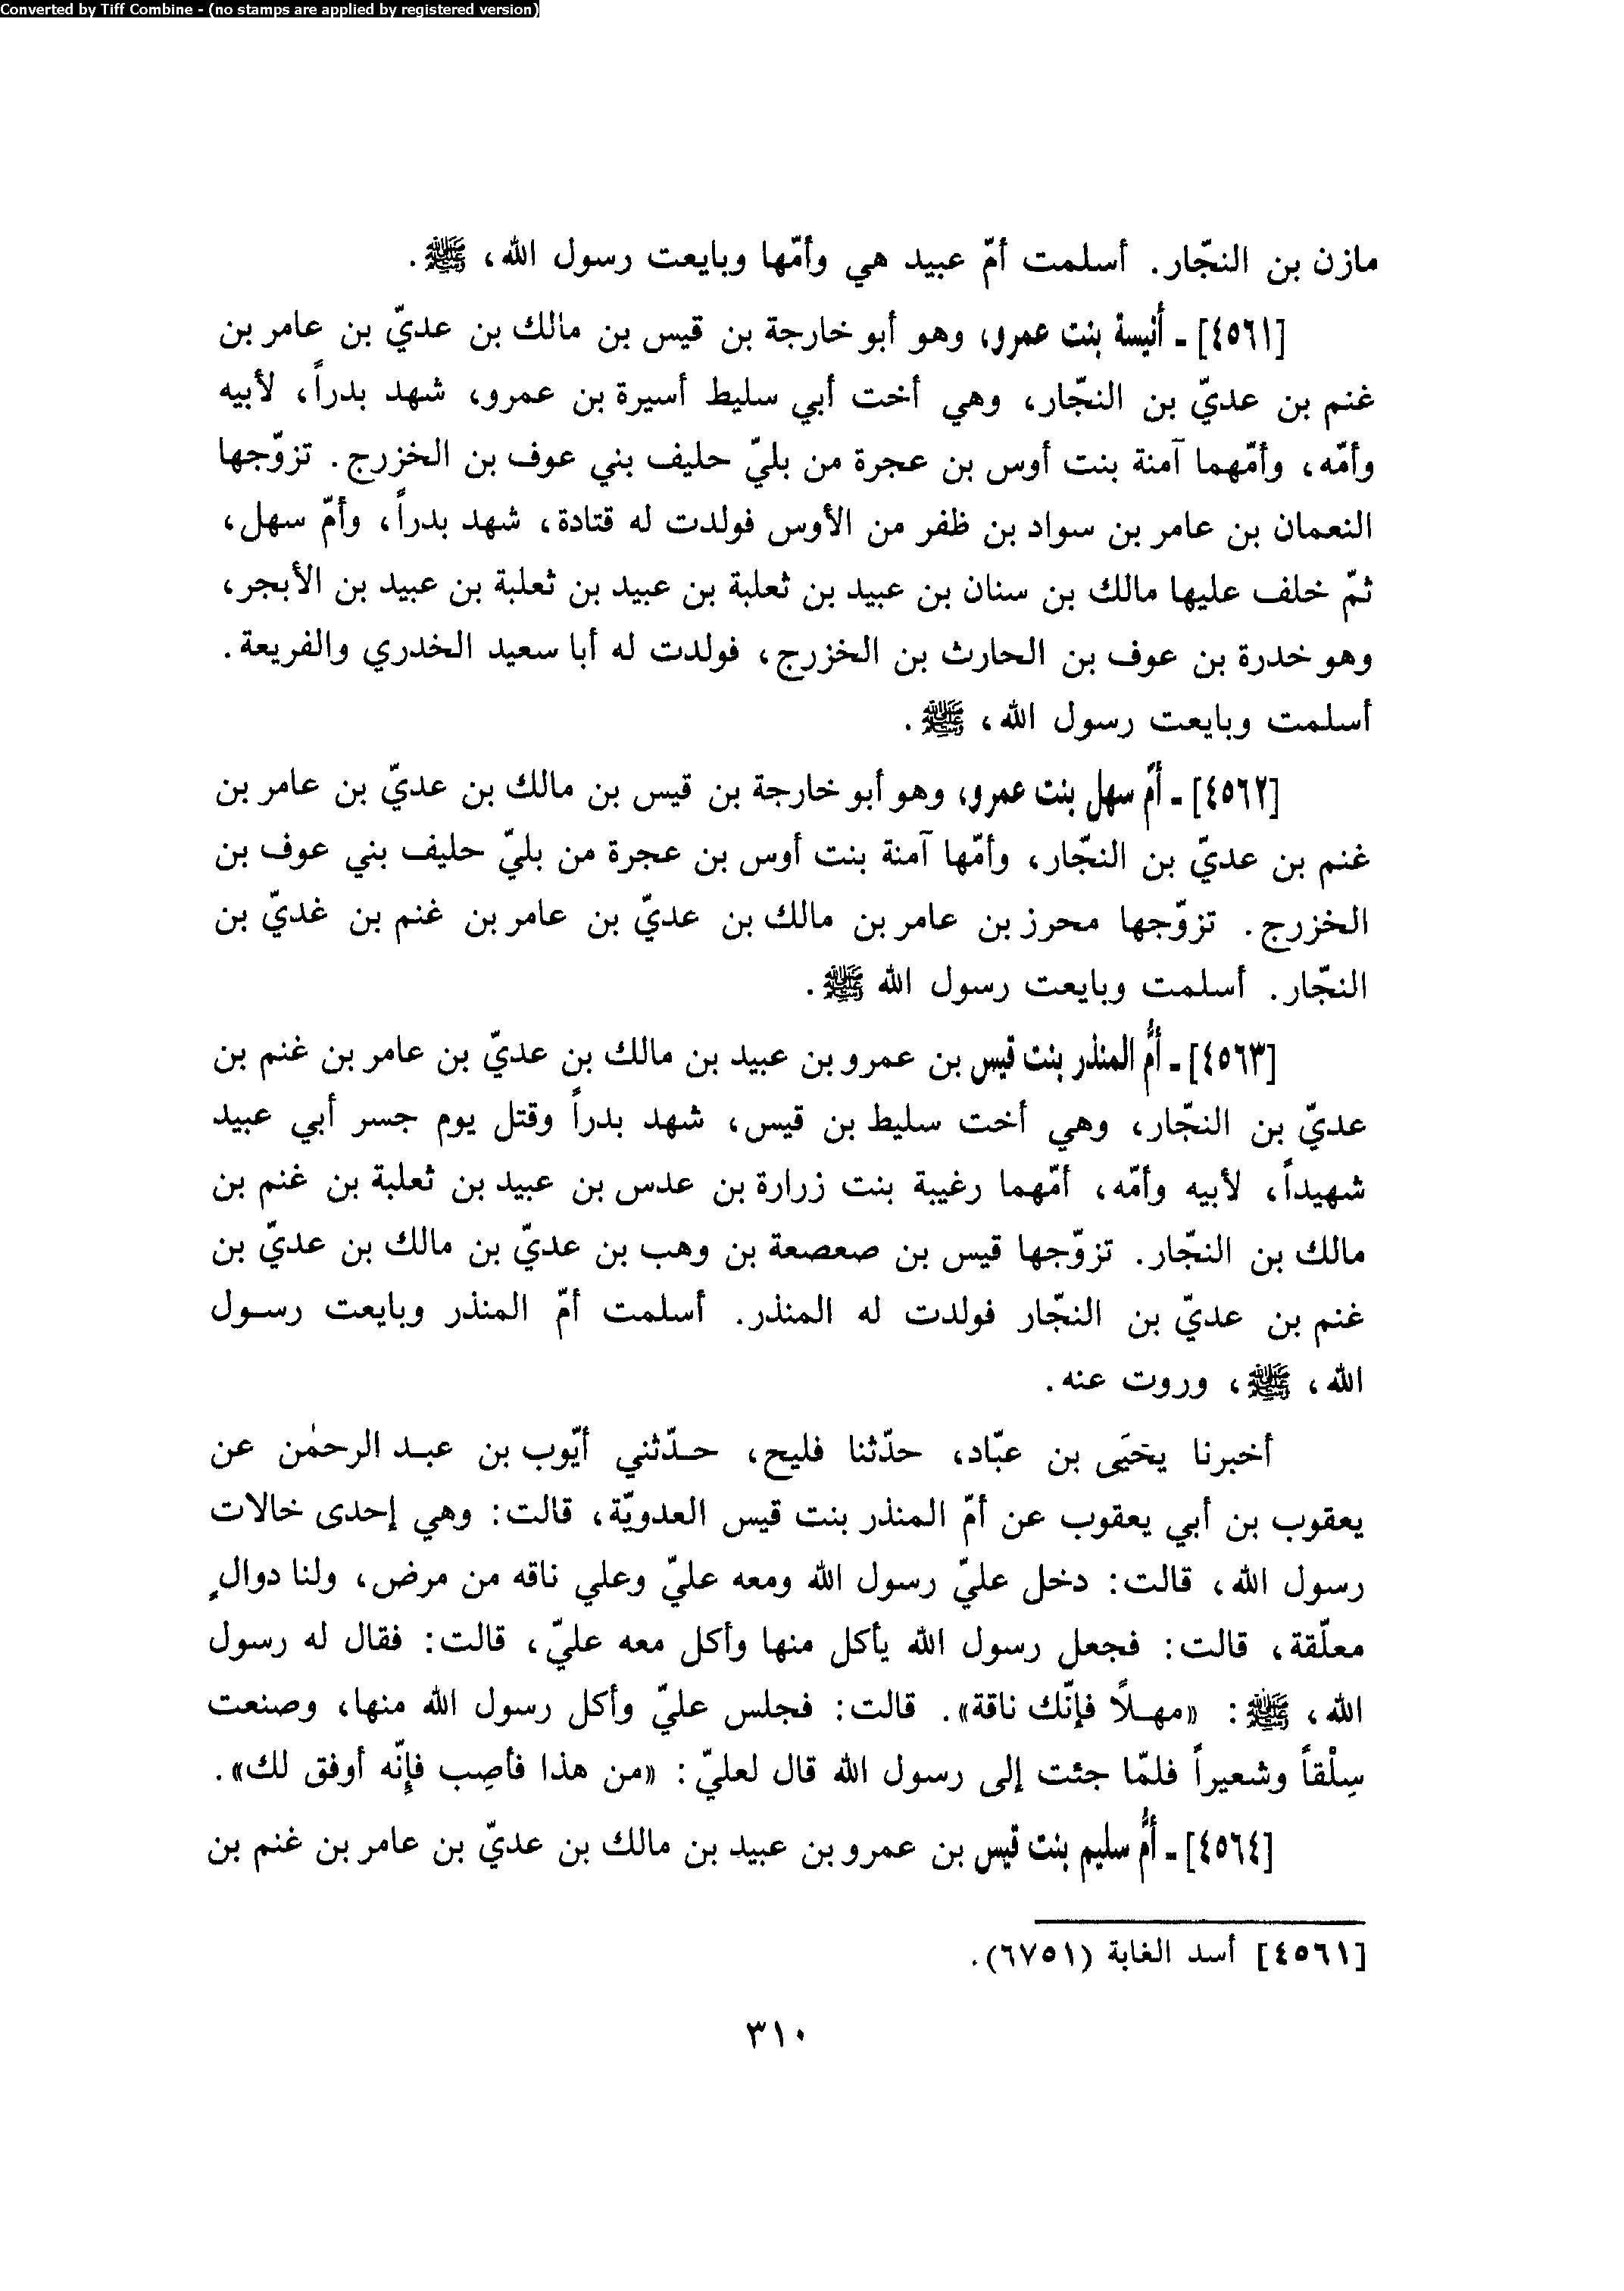 Converted by Tiff Combine - (no stamps are applied by registered version)
مازن بن النجّار. أسلمت أمّ عبيد هي وأمّها وبايعت رسول الله، ﷺ.
[٤٥٦١] ـ أُنيسة بنت عمرو، وهو أبو خارجة بن قيس بن مالك بن عديّ بن عامر بن
غنم بن عديّ بن النجّار، وهي أخت أبي سليط أسيرة بن عمرو، شهد بدراً، لأبيه
وأمّه، وأمّهما آمنة بنت أوس بن عجرة من بليّ حليف بني عوف بن الخزرج. تزوّجها
النعمان بن عامر بن سواد بن ظفر من الأوس فولدت له قتادة، شهد بدراً، وأمّ سهل،
ثمّ خلف عليها مالك بن سنان بن عبيد بن ثعلبة بن عبيد بن ثعلبة بن عبيد بن الأبجر،
وهو خدرة بن عوف بن الحارث بن الخزرج، فولدت له أبا سعيد الخدري والفريعة.
أسلمت وبايعت رسول الله، ﷺ.
[٤٥٦٢] ـ أمّ سهل بنت عمرو، وهو أبو خارجة بن قيس بن مالك بن عديّ بن عامر بن
غنم بن عديّ بن النجّار، وأمّها آمنة بنت أوس بن عجرة من بليّ حليف بني عوف بن
الخزرج. تزوّجها محرز بن عامر بن مالك بن عديّ بن عامر بن غنم بن غديّ بن
النجّار. أسلمت وبايعت رسول الله ﷺ.
[٤٥٦٣] ـ أمُّ المنذر بنت قيس بن عمرو بن عبيد بن مالك بن عديّ بن عامر بن غنم بن
عديّ بن النجّار، وهي أخت سليط بن قيس، شهد بدراً وقتل يوم جسر أبي عبيد
شهيداً، لأبيه وأمّه، أمّهما رغيبة بنت زرارة بن عدس بن عبيد بن ثعلبة بن غنم بن
مالك بن النجّار. تزوّجها قيس بن صعصعة بن وهب بن عديّ بن مالك بن عديّ بن
غنم بن عديّ بن النجّار فولدت له المنذر. أسلمت أمّ المنذر وبايعت رسول
الله، ﷺ، وروت عنه.
أخبرنا يحَيَى بن عبّاد، حدّثنا فليح، حدّثني أيّوب بن عبد الرحمٰن عن
يعقوب بن أبي يعقوب عن أمّ المنذر بنت قيس العدويّة، قالت: وهي إحدى خالات
رسول الله، قالت: دخل عليّ رسول الله ومعه عليّ وعلي ناقه من مرض، ولنا دوالٍ
معلّقة، قالت: فجعل رسول الله يأكل منها وأكل معه عليّ، قالت: فقال له رسول
الله، ﷺ: «مهلاً فإنّك ناقة». قالت: فجلس عليّ وأكل رسول الله منها، وصنعت
سِلْقاً وشعيراً فلمّا جئت إلى رسول الله قال لعليّ: «من هذا فأصِب فإنّه أوفق لك».
[٤٥٦٤] ـ أمُّ سليم بنت قيس بن عمرو بن عبيد بن مالك بن عديّ بن عامر بن غنم بن
[٤٥٦١] أسد الغابة (٦٧٥١).
٣١٠